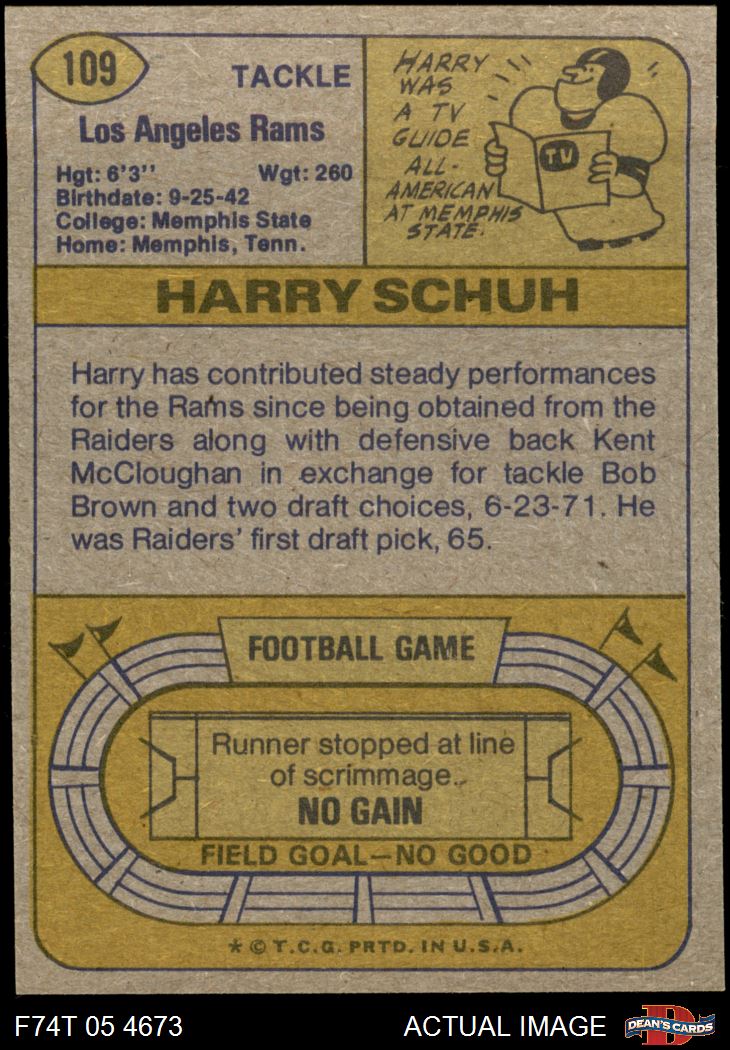 109
TACKLE
Los Angeles Rams
Hgt: 6'3'' Wgt: 260
Birthdate: 9-25-42
College: Memphis State
Home: Memphis, Tenn.
HARRY
WAS
A TV
GUIDE
ALL-
AMERICAN
AT MEMPHIS
STATE.
TV
HARRY SCHUH
Harry has contributed steady performances
for the Rams since being obtained from the
Raiders along with defensive back Kent
McCloughan in exchange for tackle Bob
Brown and two draft choices, 6-23-71. He
was Raiders' first draft pick, 65.
FOOTBALL GAME
Runner stopped at line
of scrimmage.
NO GAIN
FIELD GOAL—NO GOOD
* © T.C.G. PRTD. IN U.S.A.
F74T 05 4673 ACTUAL IMAGE
D
DEAN'S CARDS